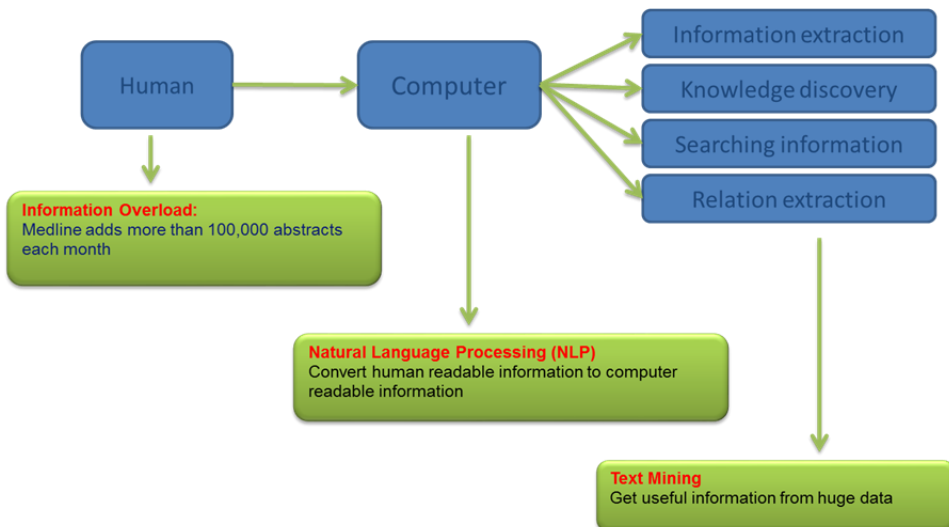 Human
Computer
Information extraction
Knowledge discovery
Searching information
Relation extraction
Information Overload:
Medline adds more than 100,000 abstracts
each month
Natural Language Processing (NLP)
Convert human readable information to computer
readable information
Text Mining
Get useful information from huge data